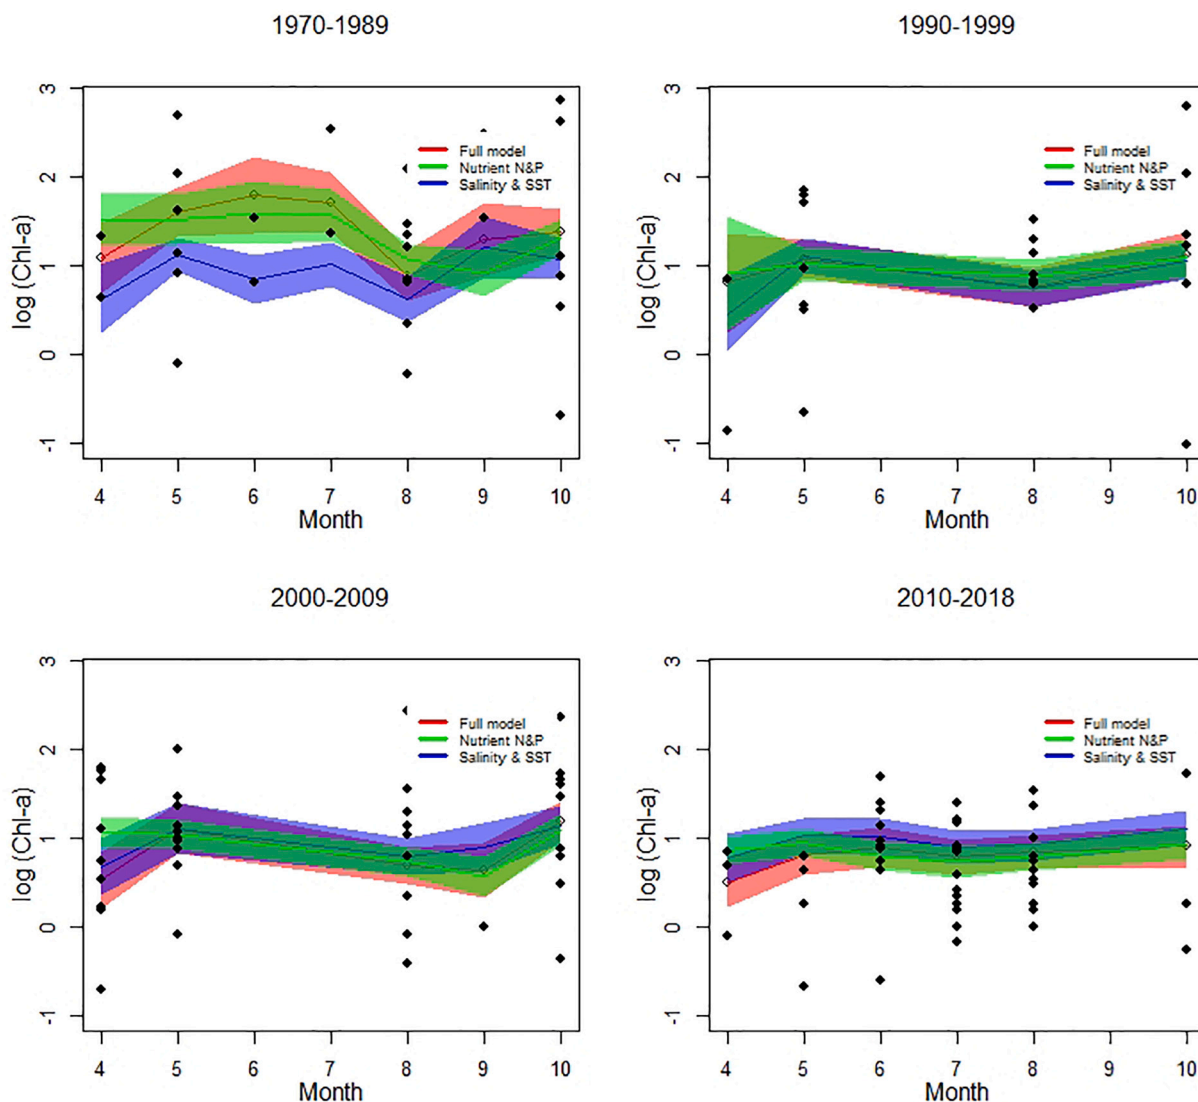 1970-1989
log (Chl-a)
3
2
1
0
-1
Full model
Nutrient N&P
Salinity & SST
4 5 6 7 8 9 10
Month
1990-1999
log (Chl-a)
3
2
1
0
-1
Full model
Nutrient N&P
Salinity & SST
4 5 6 7 8 9 10
Month
2000-2009
log (Chl-a)
3
2
1
0
-1
Full model
Nutrient N&P
Salinity & SST
4 5 6 7 8 9 10
Month
2010-2018
log (Chl-a)
3
2
1
0
-1
Full model
Nutrient N&P
Salinity & SST
4 5 6 7 8 9 10
Month